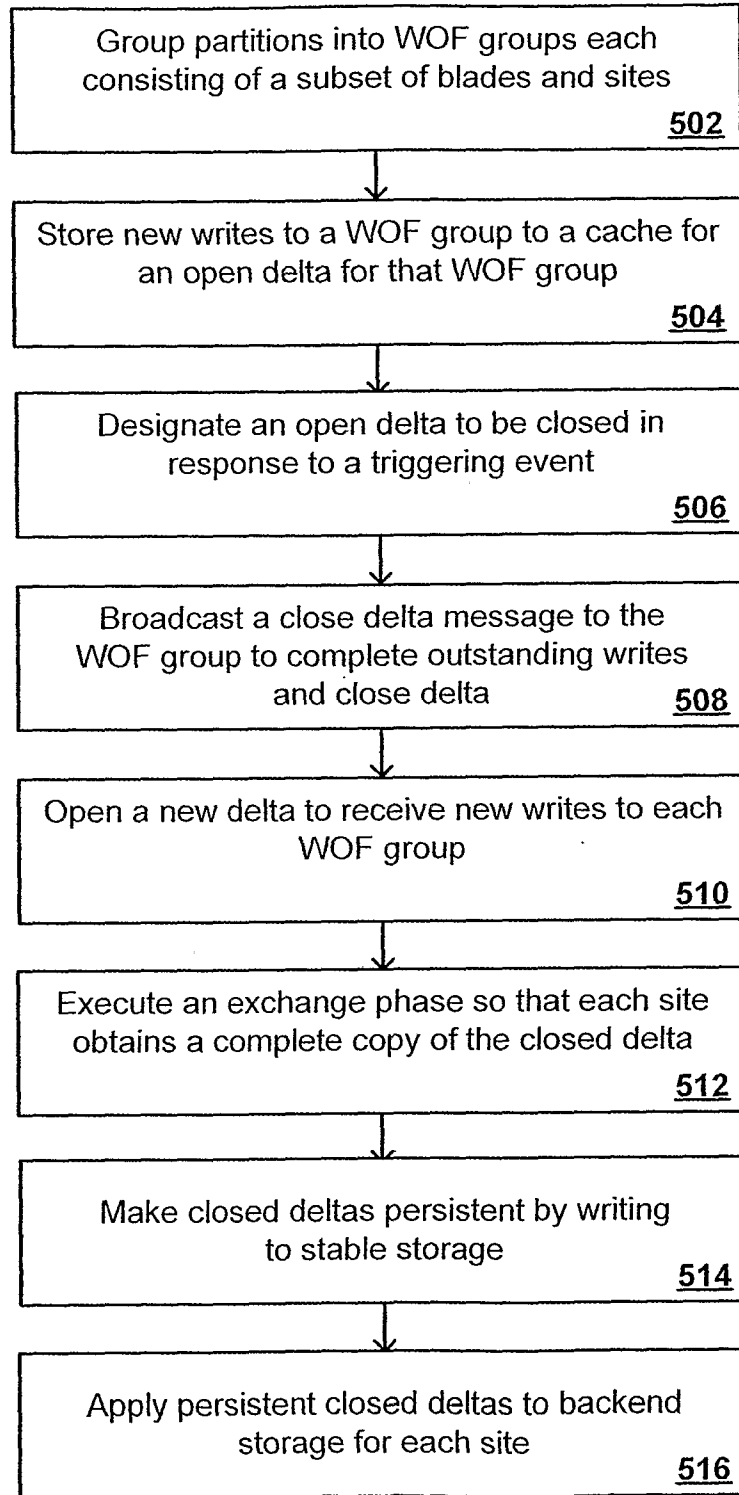 Group partitions into WOF groups each
consisting of a subset of blades and sites
502
Store new writes to a WOF group to a cache for
an open delta for that WOF group
504
Designate an open delta to be closed in
response to a triggering event
506
Broadcast a close delta message to the
WOF group to complete outstanding writes
and close delta
508
Open a new delta to receive new writes to each
WOF group
510
Execute an exchange phase so that each site
obtains a complete copy of the closed delta
512
Make closed deltas persistent by writing
to stable storage
514
Apply persistent closed deltas to backend
storage for each site
516